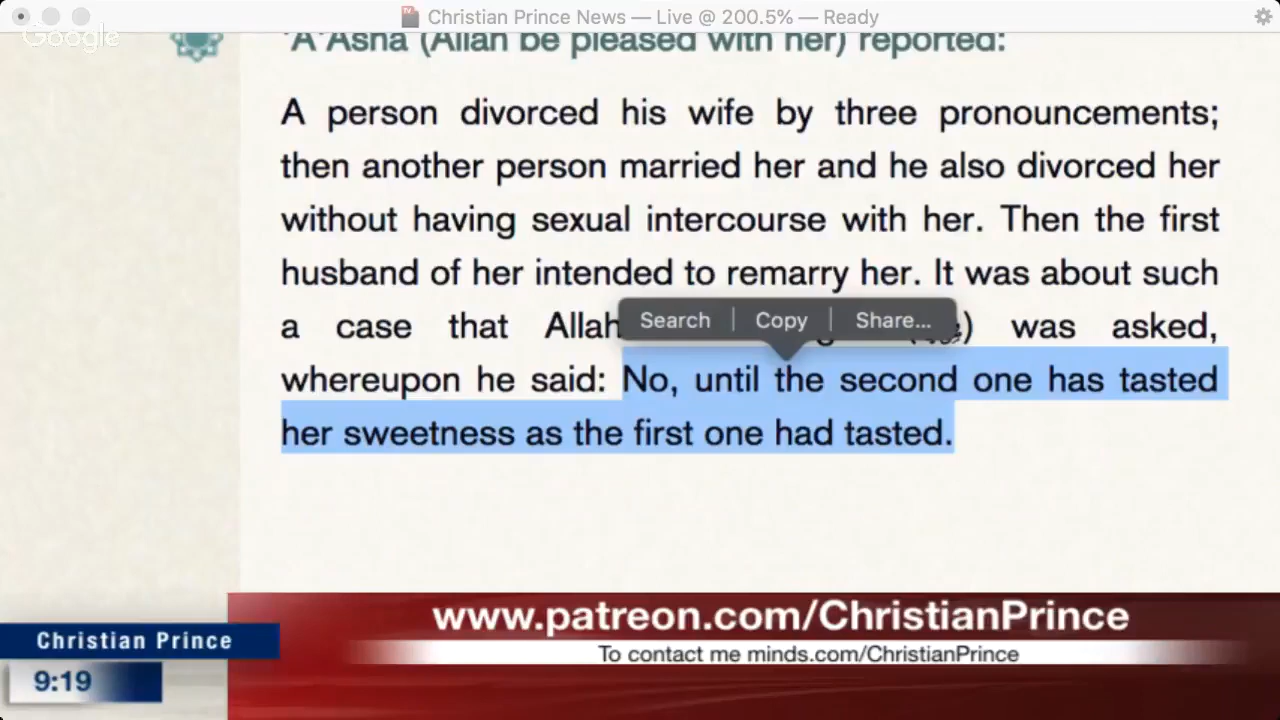 Christian Prince News — Live @ 200.5% — Ready
Google
'A'Asha (Allah be pleased with her) reported:
A person divorced his wife by three pronouncements;
then another person married her and he also divorced her
without having sexual intercourse with her. Then the first
husband of her intended to remarry her. It was about such
a case that Allah was asked,
Search Copy Share...
whereupon he said: No, until the second one has tasted
her sweetness as the first one had tasted.
www.patreon.com/ChristianPrince
Christian Prince
To contact me minds.com/ChristianPrince
9:19